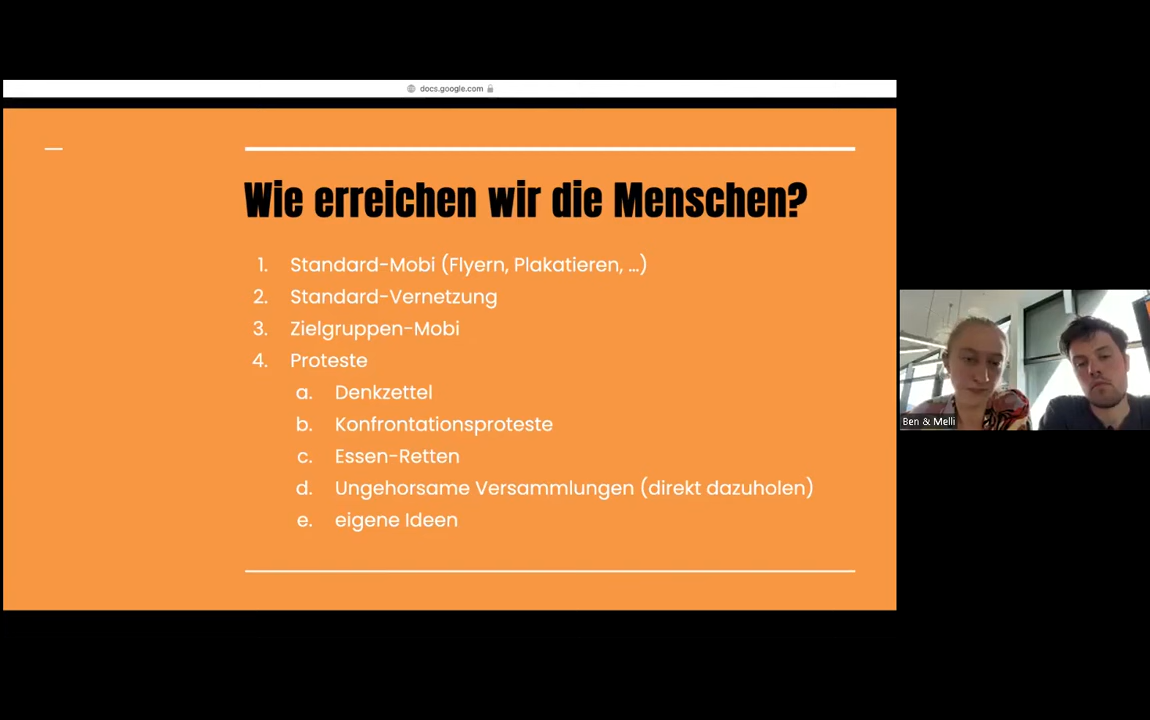 docs.google.com
Wie erreichen wir die Menschen?
1. Standard-Mobi (Flyern, Plakatieren, ...)
2. Standard-Vernetzung
3. Zielgruppen-Mobi
4. Proteste
a. Denkzettel
b. Konfrontationsproteste
c. Essen-Retten
d. Ungehorsame Versammlungen (direkt dazuholen)
e. eigene Ideen
Ben & Melli